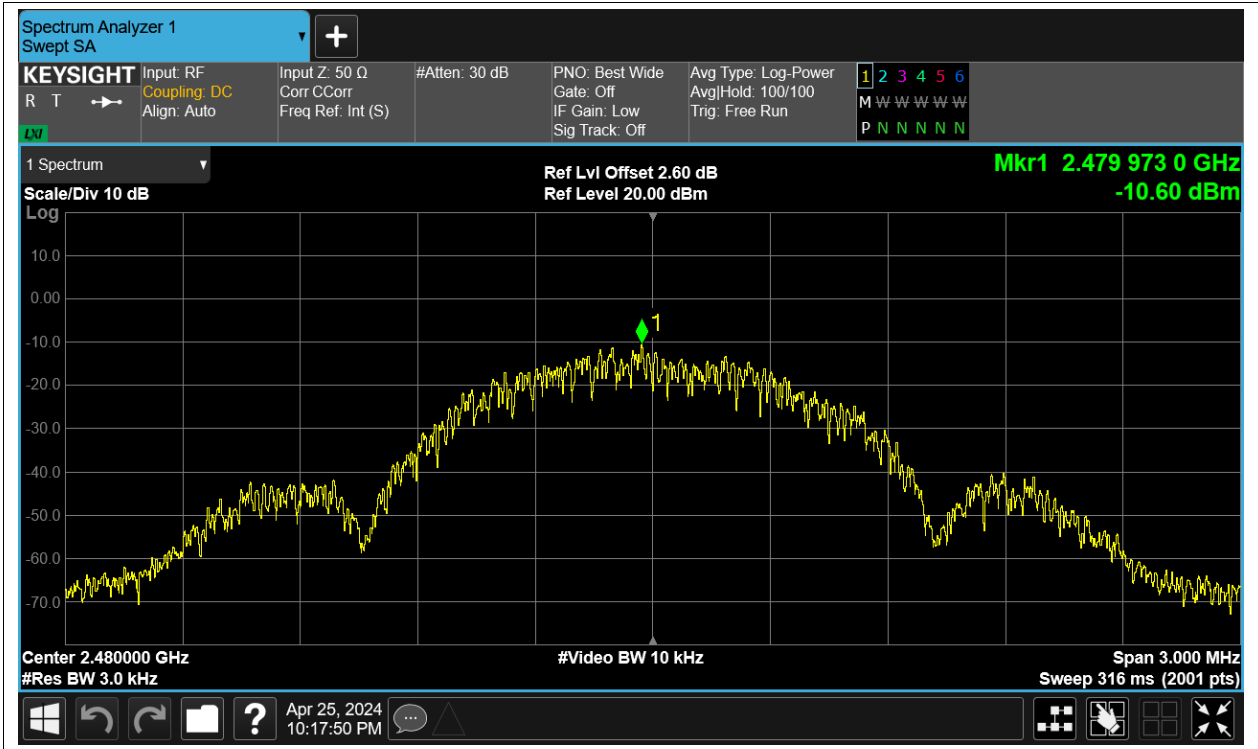 Spectrum Analyzer 1
Swept SA
KEYSIGHT
R T
LXI
Input: RF
Coupling: DC
Align: Auto
Input Z: 50 Ω
Corr CCorr
Freq Ref: Int (S)
#Atten: 30 dB
PNO: Best Wide
Gate: Off
IF Gain: Low
Sig Track: Off
Avg Type: Log-Power
Avg|Hold: 100/100
Trig: Free Run
1 2 3 4 5 6
M W W W W W
P N N N N N
1 Spectrum
Scale/Div 10 dB
Ref Lvl Offset 2.60 dB
Ref Level 20.00 dBm
Mkr1 2.479 973 0 GHz
-10.60 dBm
Log
10.0
0.00
-10.0
-20.0
-30.0
-40.0
-50.0
-60.0
-70.0
1
Center 2.480000 GHz
#Res BW 3.0 kHz
#Video BW 10 kHz
Span 3.000 MHz
Sweep 316 ms (2001 pts)
?
Apr 25, 2024
10:17:50 PM